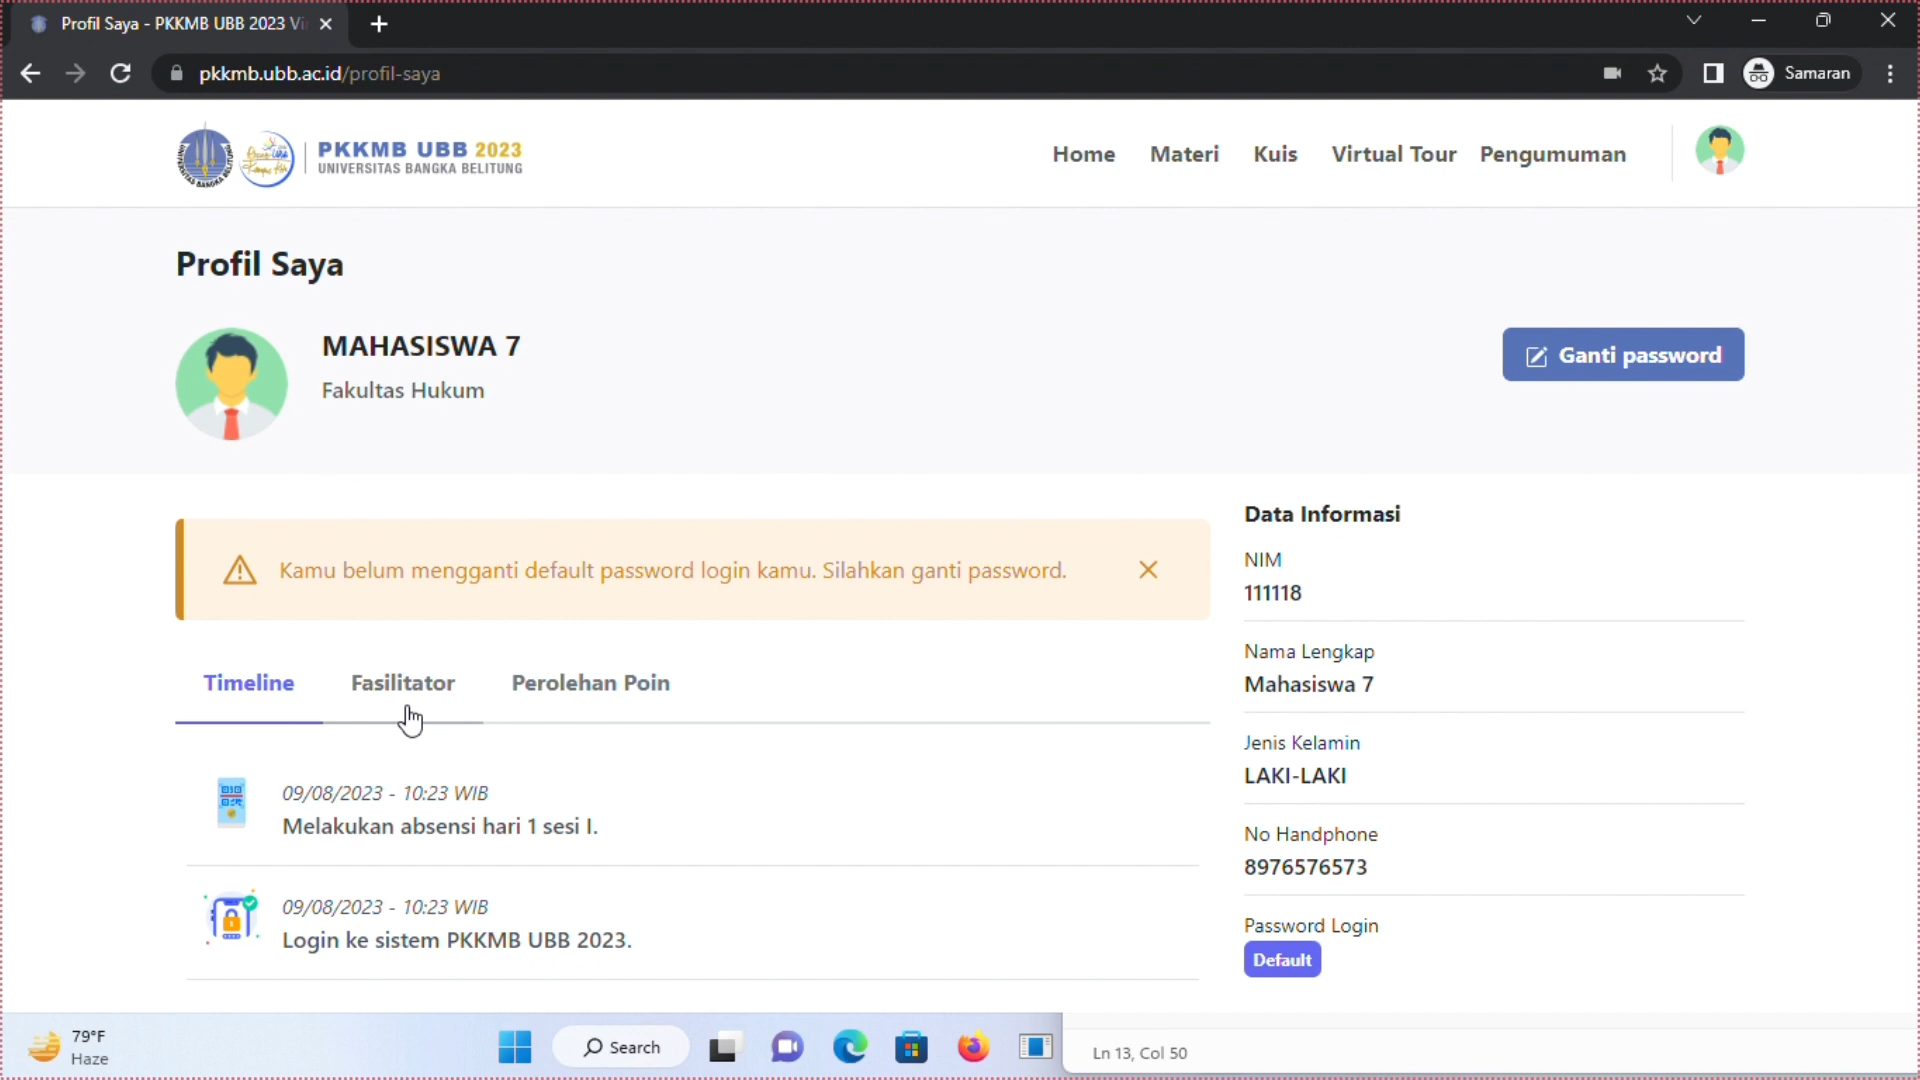 Profil Saya - PKKMB UBB 2023 Vi
pkkmb.ubb.ac.id/profil-saya
Samaran
UNIVERSITAS BANGKA BELITUNG
PKKMB UBB 2023
UNIVERSITAS BANGKA BELITUNG
Home
Materi
Kuis
Virtual Tour
Pengumuman
Profil Saya
MAHASISWA 7
Fakultas Hukum
Ganti password
Kamu belum mengganti default password login kamu. Silahkan ganti password.
Timeline
Fasilitator
Perolehan Poin
09/08/2023 - 10:23 WIB
Melakukan absensi hari 1 sesi I.
09/08/2023 - 10:23 WIB
Login ke sistem PKKMB UBB 2023.
Data Informasi
NIM
111118
Nama Lengkap
Mahasiswa 7
Jenis Kelamin
LAKI-LAKI
No Handphone
8976576573
Password Login
Default
79°F
Haze
Search
Ln 13, Col 50